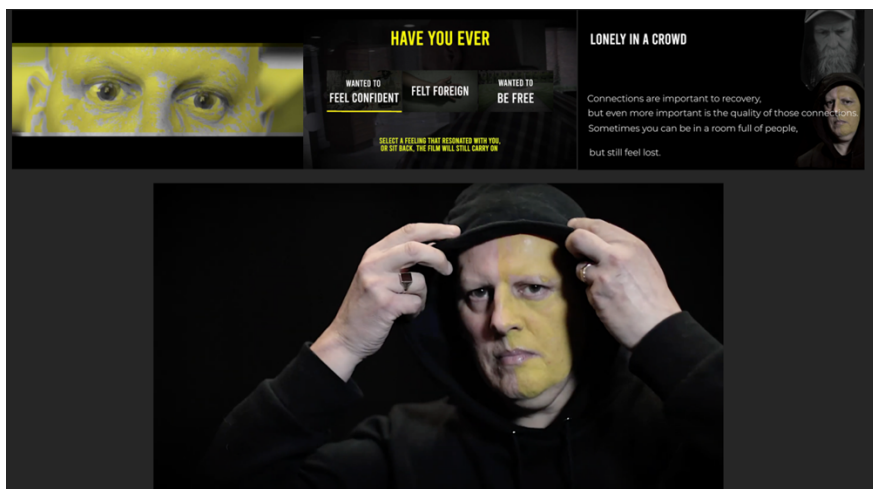 HAVE YOU EVER
WANTED TO
FEEL CONFIDENT
FELT FOREIGN
WANTED TO
BE FREE
SELECT A FEELING THAT RESONATED WITH YOU,
OR SIT BACK, THE FILM WILL STILL CARRY ON
LONELY IN A CROWD
Connections are important to recovery,
but even more important is the quality of those connections.
Sometimes you can be in a room full of people,
but still feel lost.